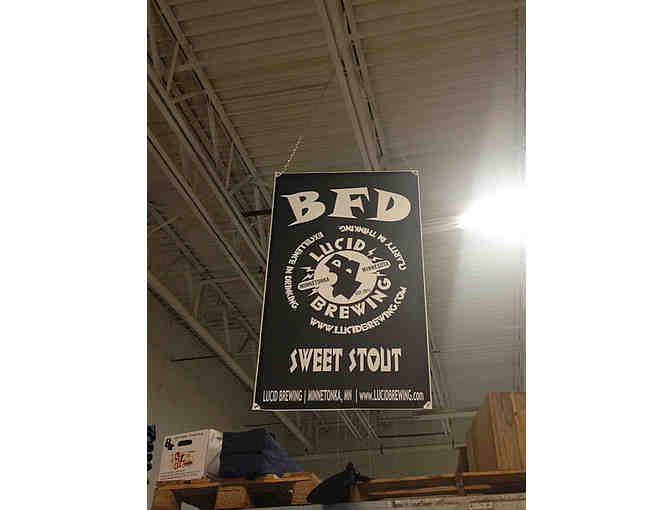 BFD
EXCELLENCE IN DRINKING
CLARITY IN THINKING
LUCID
MINNETONKA
MINNESOTA
BREWING
WWW.LUCIDBREWING.COM
SWEET STOUT
LUCID BREWING | MINNETONKA, MN | www.LUCIDBREWING.com